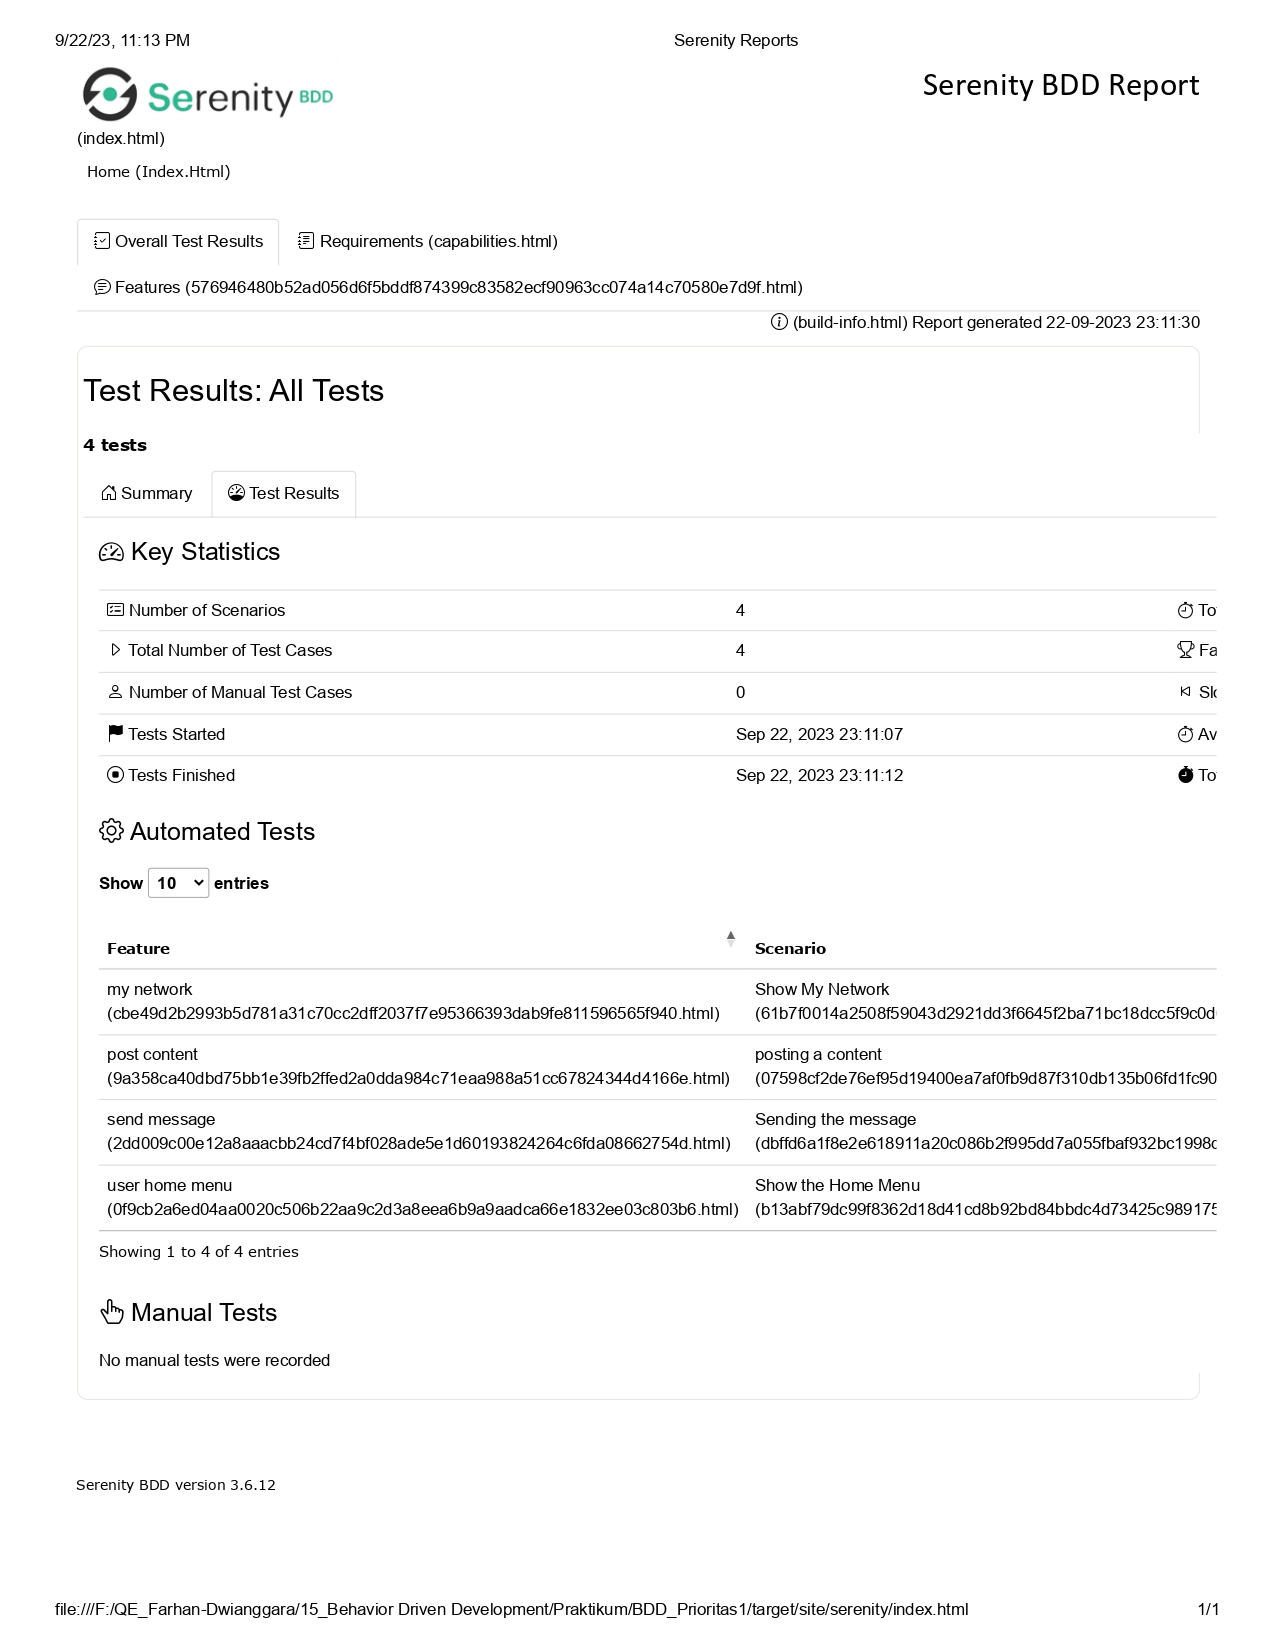 9/22/23, 11:13 PM Serenity Reports
Serenity BDD
Serenity BDD Report
(index.html)
Home (Index.Html)
Overall Test Results Requirements (capabilities.html)
Features (576946480b52ad056d6f5bddf874399c83582ecf90963cc074a14c70580e7d9f.html)
(build-info.html) Report generated 22-09-2023 23:11:30
Test Results: All Tests
4 tests
Summary Test Results
Key Statistics
Number of Scenarios 4 To
Total Number of Test Cases 4 Fa
Number of Manual Test Cases 0 Slo
Tests Started Sep 22, 2023 23:11:07 Av
Tests Finished Sep 22, 2023 23:11:12 To
Automated Tests
Show 10 entries
Feature Scenario
my network Show My Network
(cbe49d2b2993b5d781a31c70cc2dff2037f7e95366393dab9fe811596565f940.html) (61b7f0014a2508f59043d2921dd3f6645f2ba71bc18dcc5f9c0d
post content posting a content
(9a358ca40dbd75bb1e39fb2ffed2a0dda984c71eaa988a51cc67824344d4166e.html) (07598cf2de76ef95d19400ea7af0fb9d87f310db135b06fd1fc90
send message Sending the message
(2dd009c00e12a8aaacbb24cd7f4bf028ade5e1d60193824264c6fda08662754d.html) (dbffd6a1f8e2e618911a20c086b2f995dd7a055fbaf932bc1998c
user home menu Show the Home Menu
(0f9cb2a6ed04aa0020c506b22aa9c2d3a8eea6b9a9aadca66e1832ee03c803b6.html) (b13abf79dc99f8362d18d41cd8b92bd84bbdc4d73425c989175
Showing 1 to 4 of 4 entries
Manual Tests
No manual tests were recorded
Serenity BDD version 3.6.12
file:///F:/QE_Farhan-Dwianggara/15_Behavior Driven Development/Praktikum/BDD_Prioritas1/target/site/serenity/index.html 1/1